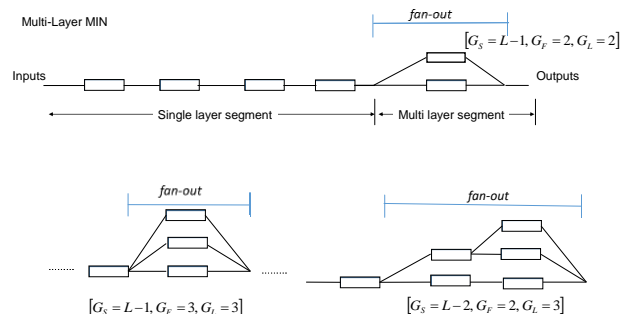 fan-out
Multi-Layer MIN
[G_S = L−1, G_F = 2, G_L = 2]
Inputs
Outputs
Single layer segment
Multi layer segment
fan-out
fan-out
.........
.........
[G_S = L−1, G_F = 3, G_L = 3]
[G_S = L−2, G_F = 2, G_L = 3]